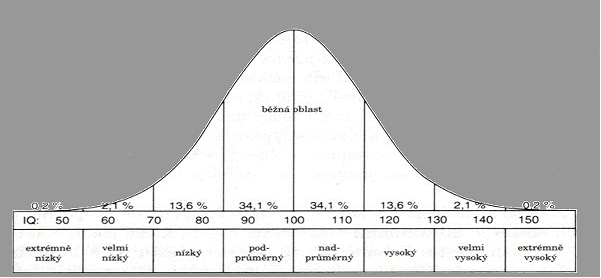 běžná oblast
0,2 % 2,1 % 13,6 % 34,1 % 34,1 % 13,6 % 2,1 % 0,2 %
IQ: 50 60 70 80 90 100 110 120 130 140 150
extrémně nízký
velmi nízký
nízký
pod-
průměrný
nad-
průměrný
vysoký
velmi vysoký
extrémně vysoký